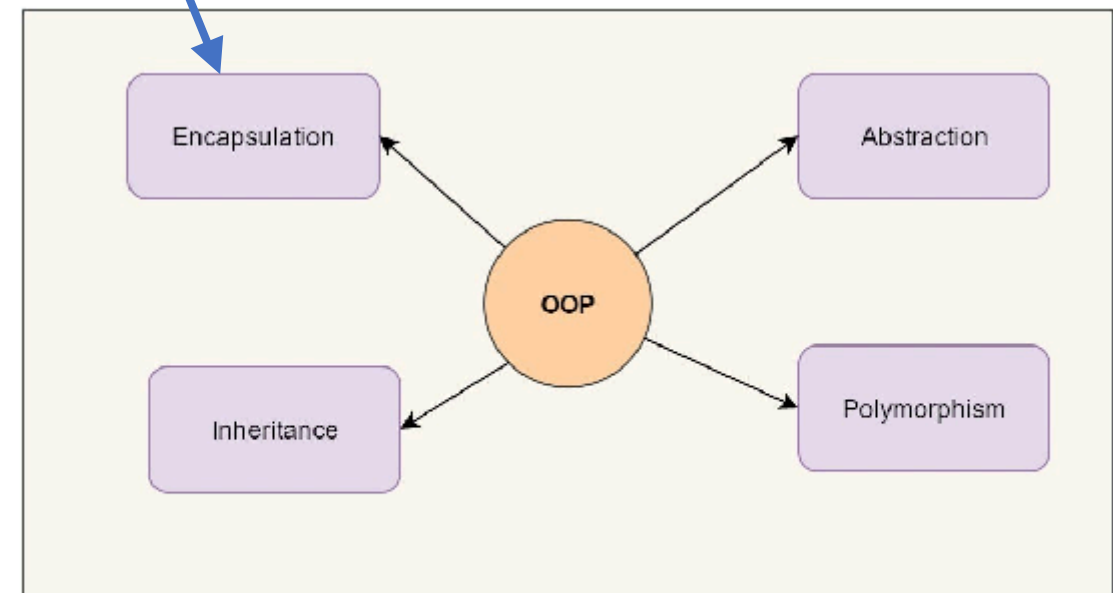 Encapsulation
Abstraction
OOP
Inheritance
Polymorphism